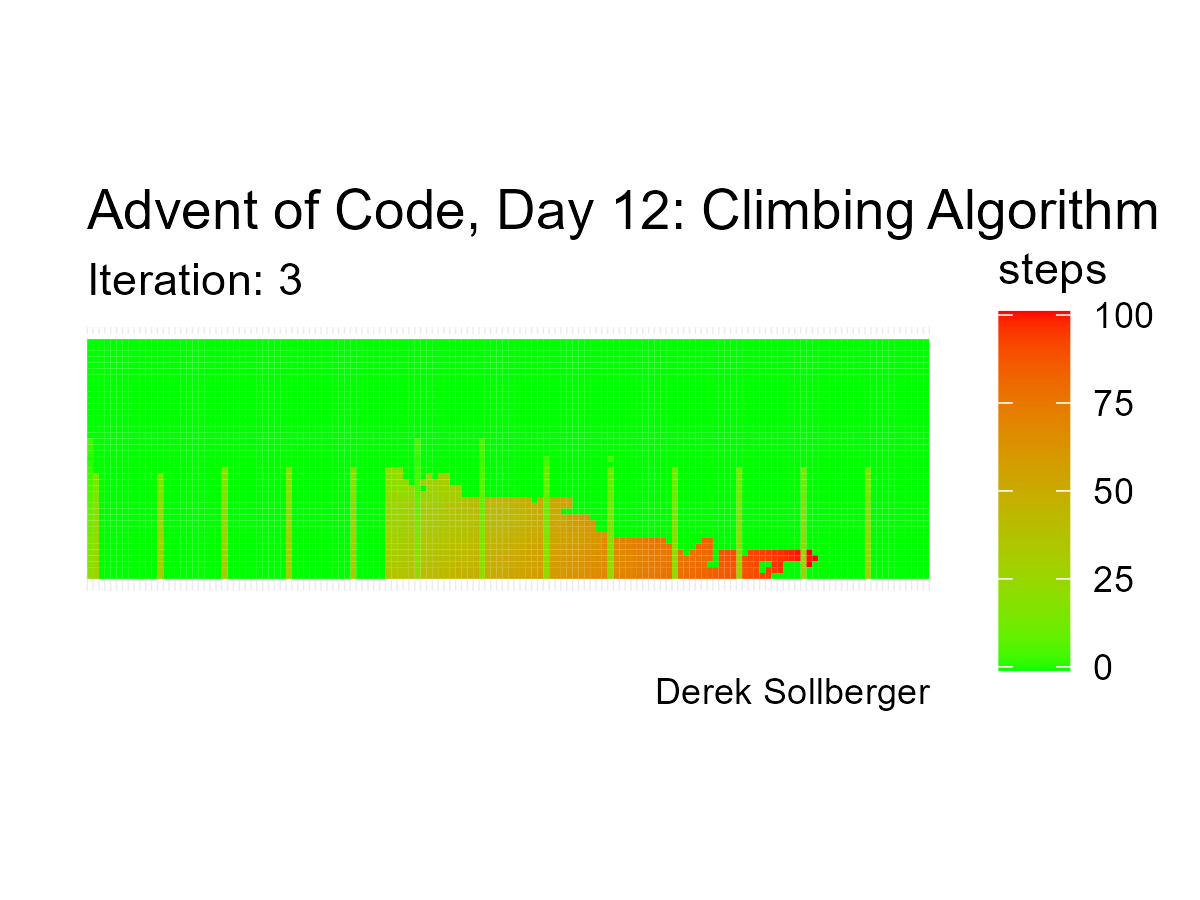 Advent of Code, Day 12: Climbing Algorithm
Iteration: 3
steps
100
75
50
25
0
Derek Sollberger